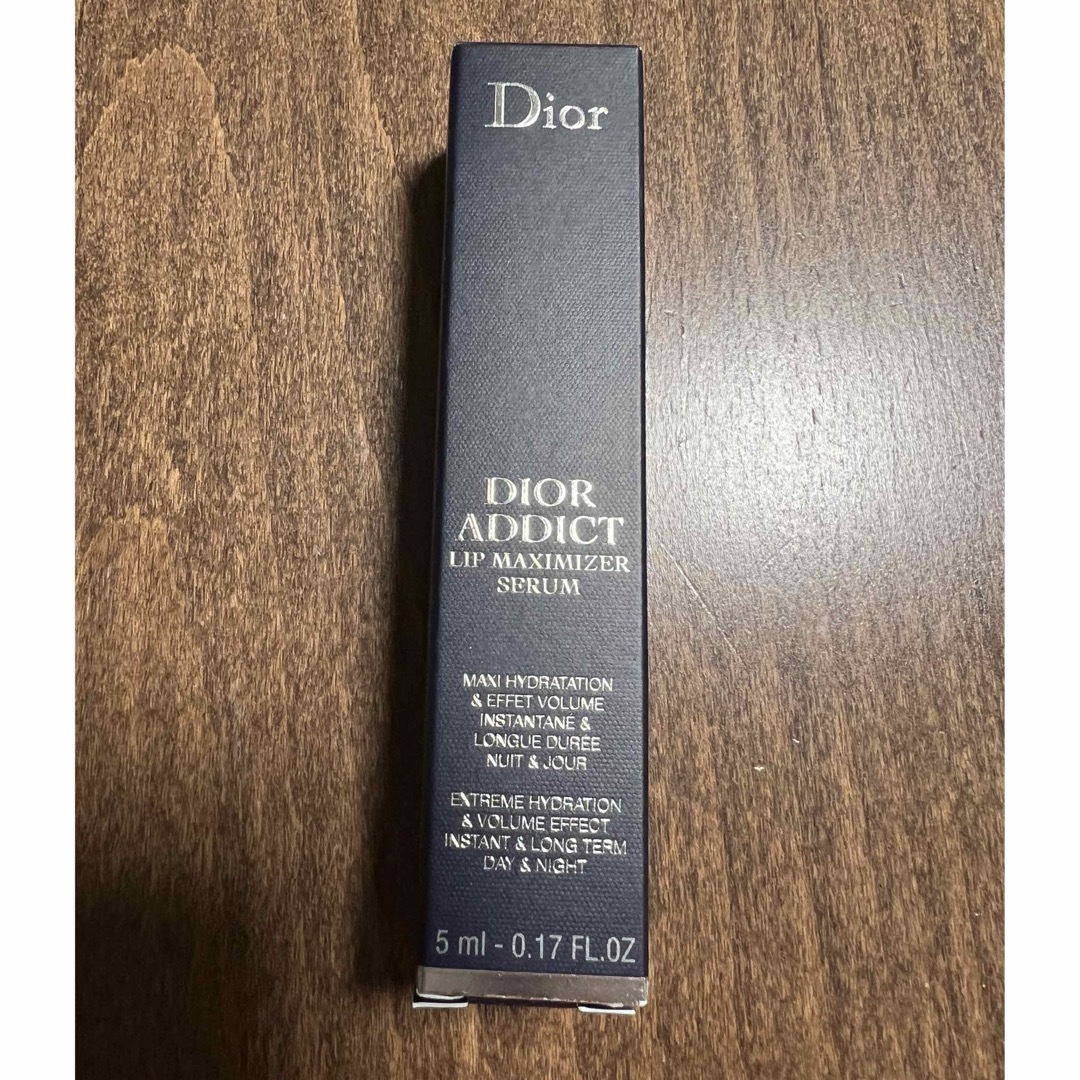 Dior
DIOR
ADDICT
LIP MAXIMIZER
SERUM
MAXI HYDRATATION
& EFFET VOLUME
INSTANTANÉ &
LONGUE DURÉE
NUIT & JOUR
EXTREME HYDRATION
& VOLUME EFFECT
INSTANT & LONG TERM
DAY & NIGHT
5 ml - 0.17 FL.OZ